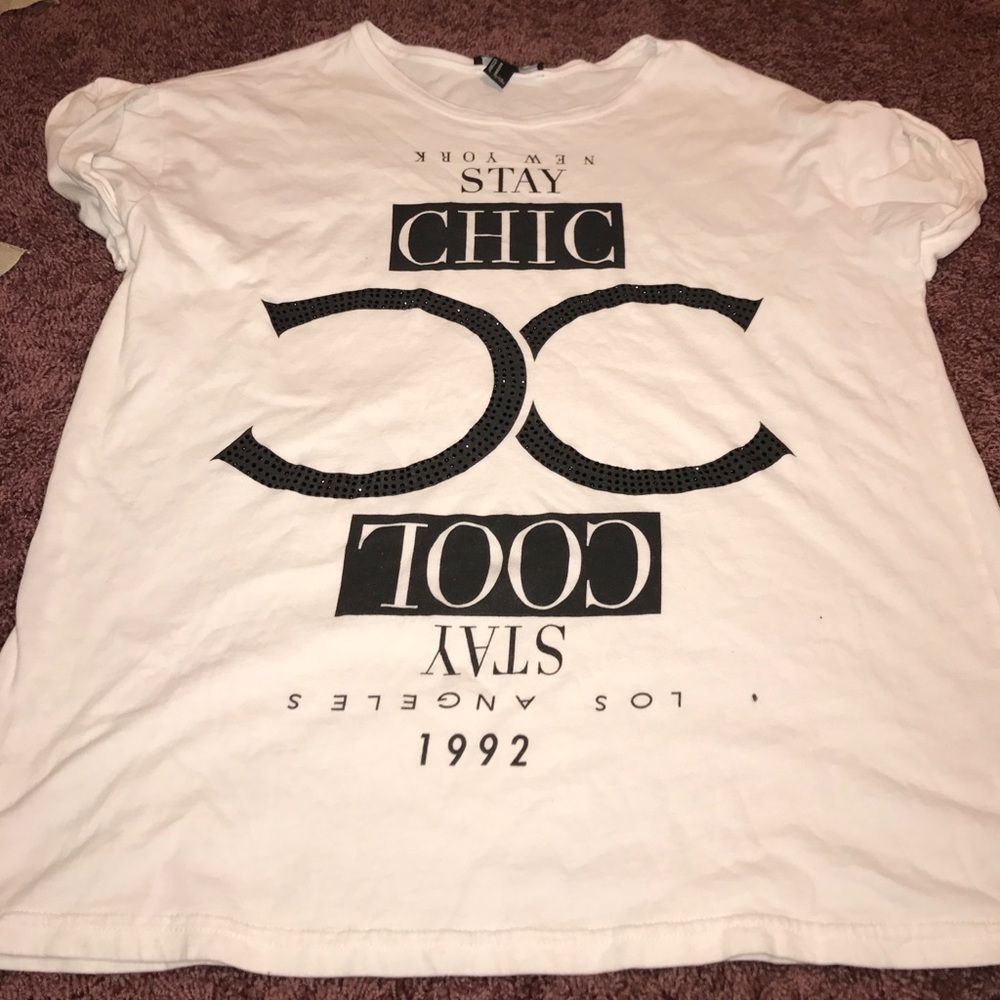 NEW YORK
STAY
CHIC
COOL
STAY
LOS ANGELES
1992